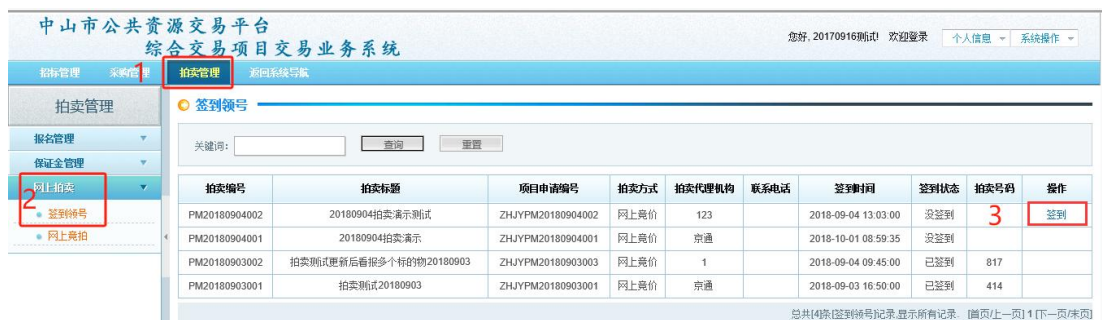 中山市公共资源交易平台
综合交易项目交易业务系统
您好, 20170916测试! 欢迎登录 个人信息 系统操作
招标管理 采购管理 1 拍卖管理 返回系统导航
拍卖管理
签到领号
报名管理
关键词: 查询 重置
保证金管理
网上拍卖
2
签到领号
网上竞拍
拍卖编号 拍卖标题 项目申请编号 拍卖方式 拍卖代理机构 联系电话 签到时间 签到状态 拍卖号码 操作
PM20180904002 20180904拍卖演示测试 ZHJYPM20180904002 网上竞价 123 2018-09-04 13:03:00 没签到 3 签到
PM20180904001 20180904拍卖演示 ZHJYPM20180904001 网上竞价 京通 2018-10-01 08:59:35 没签到
PM20180903002 拍卖测试更新后看报多个标的物20180903 ZHJYPM20180903003 网上竞价 1 2018-09-04 09:45:00 已签到 817
PM20180903001 拍卖测试20180903 ZHJYPM20180903001 网上竞价 京通 2018-09-03 16:50:00 已签到 414
总共[4]条[签到领号]记录.显示所有记录. [首页/上一页] 1 [下一页/末页]